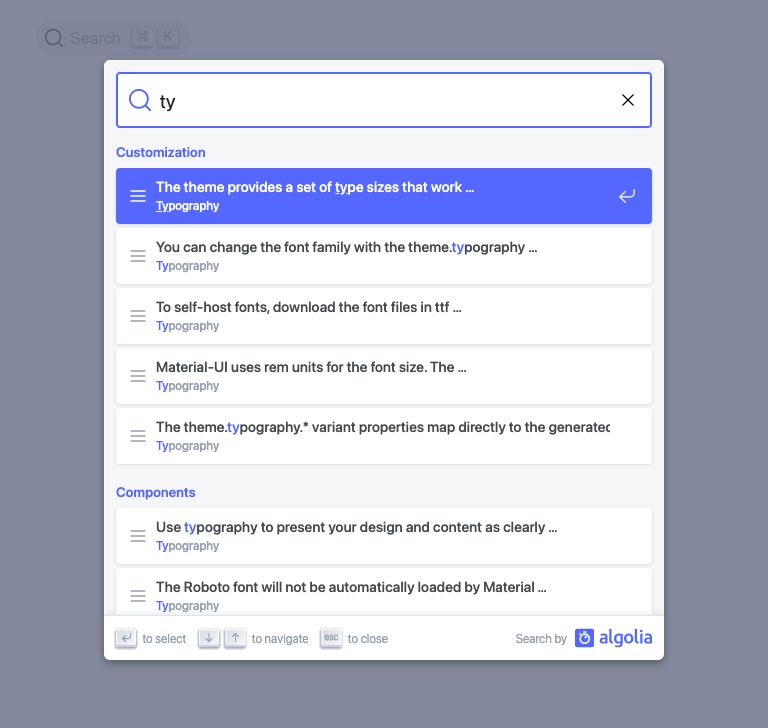 Search ⌘ K
ty
Customization
The theme provides a set of type sizes that work ...
Typography
You can change the font family with the theme.typography ...
Typography
To self-host fonts, download the font files in ttf ...
Typography
Material-UI uses rem units for the font size. The ...
Typography
The theme.typography.* variant properties map directly to the generated
Typography
Components
Use typography to present your design and content as clearly ...
Typography
The Roboto font will not be automatically loaded by Material ...
Typography
to select to navigate esc to close Search by algolia